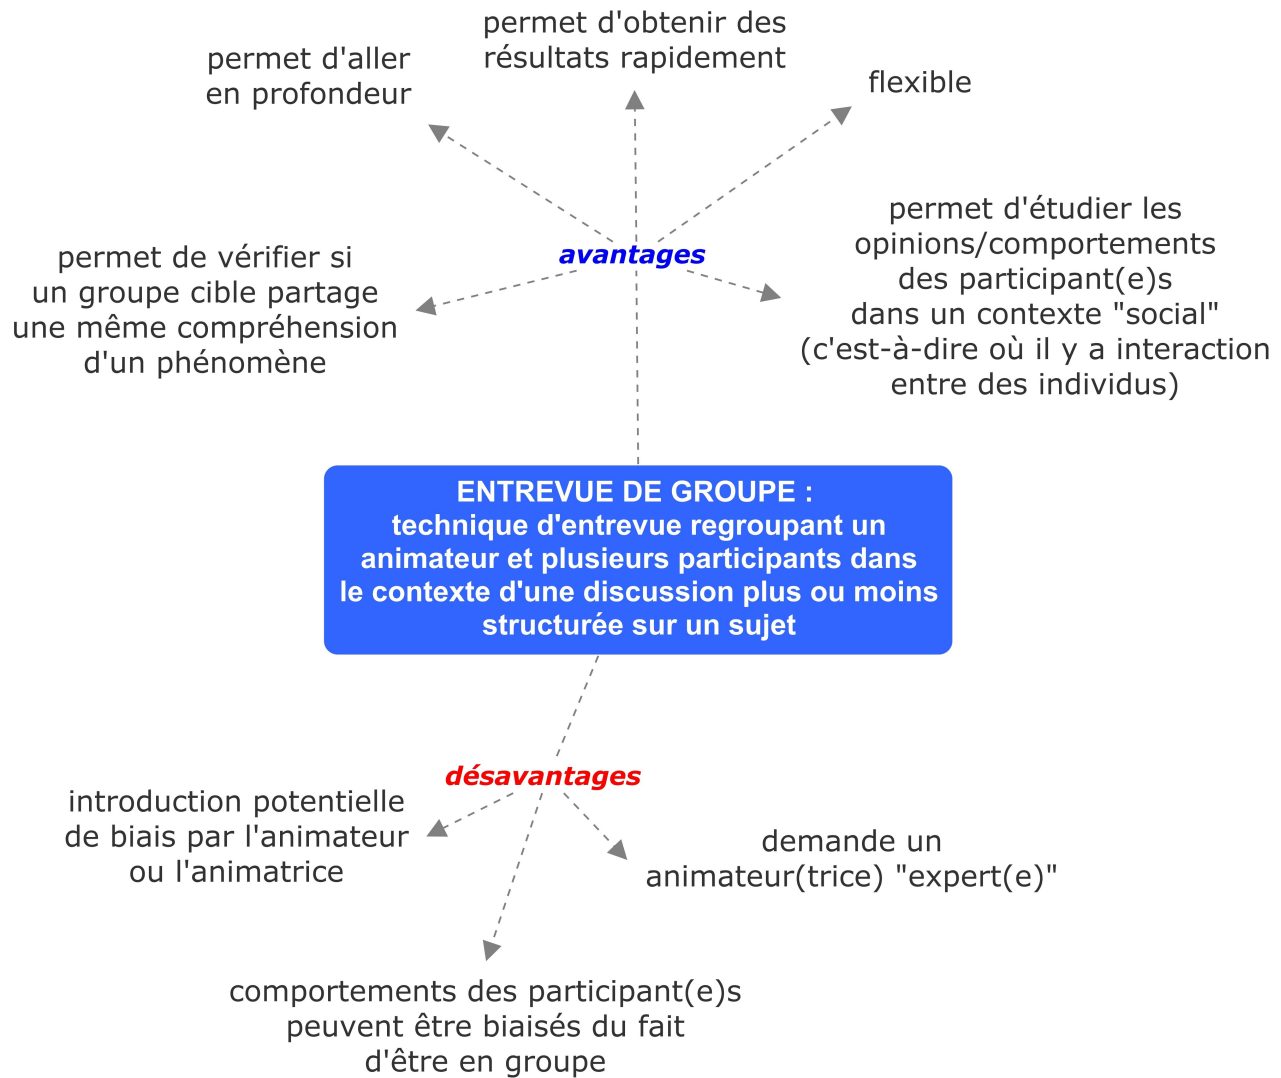 permet d'obtenir des
résultats rapidement
permet d'aller
en profondeur
flexible
permet d'étudier les
opinions/comportements
des participant(e)s
dans un contexte "social"
(c'est-à-dire où il y a interaction
entre des individus)
avantages
permet de vérifier si
un groupe cible partage
une même compréhension
d'un phénomène
ENTREVUE DE GROUPE :
technique d'entrevue regroupant un
animateur et plusieurs participants dans
le contexte d'une discussion plus ou moins
structurée sur un sujet
désavantages
introduction potentielle
de biais par l'animateur
ou l'animatrice
demande un
animateur(trice) "expert(e)"
comportements des participant(e)s
peuvent être biaisés du fait
d'être en groupe